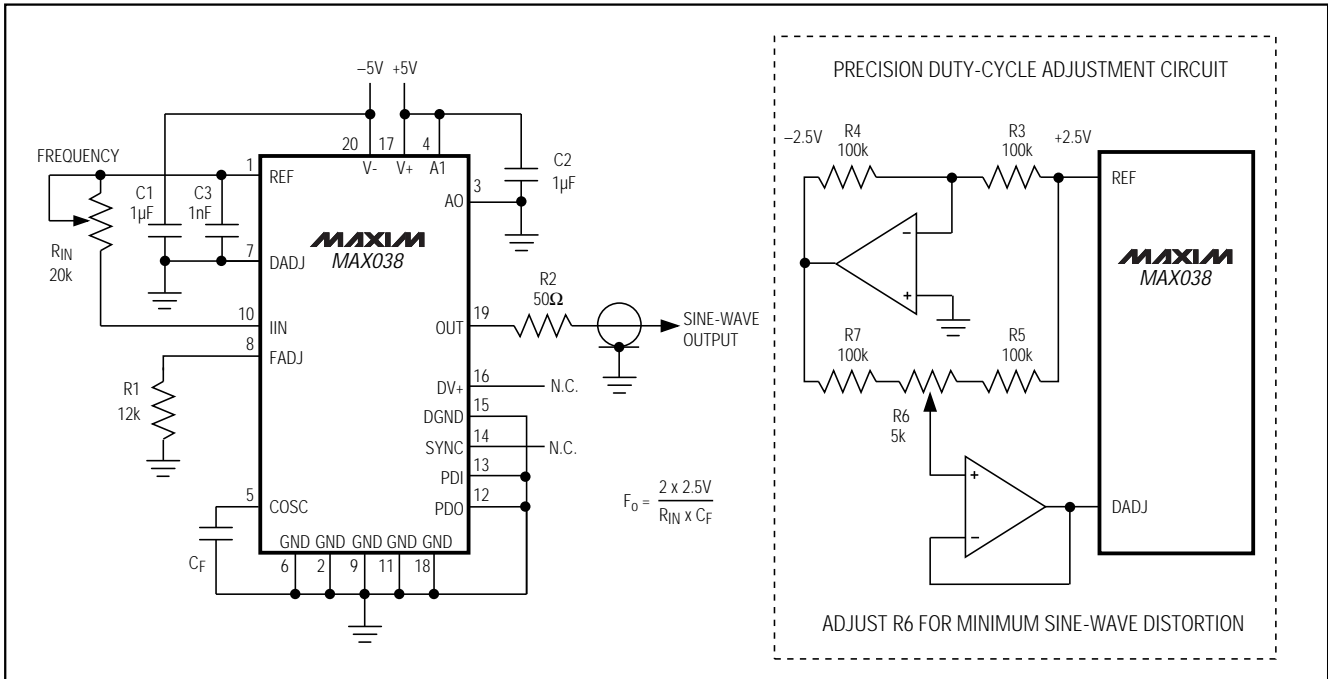 –5V +5V
20 17 4
V- V+ A1
FREQUENCY
1
REF
C1
1µF
C3
1nF
C2
1µF
3
AO
RIN
20k
7
DADJ
MAXIM
MAX038
10
IIN
8
FADJ
R1
12k
R2
50Ω
19
OUT
SINE-WAVE
OUTPUT
16
DV+
N.C.
15
DGND
14
SYNC
N.C.
13
PDI
12
PDO
5
COSC
CF
GND GND GND GND GND
6 2 9 11 18
Fo = 2 x 2.5V
RIN x CF
PRECISION DUTY-CYCLE ADJUSTMENT CIRCUIT
–2.5V
R4
100k
R3
100k
+2.5V
REF
–
+
MAXIM
MAX038
R7
100k
R5
100k
R6
5k
+
–
DADJ
ADJUST R6 FOR MINIMUM SINE-WAVE DISTORTION